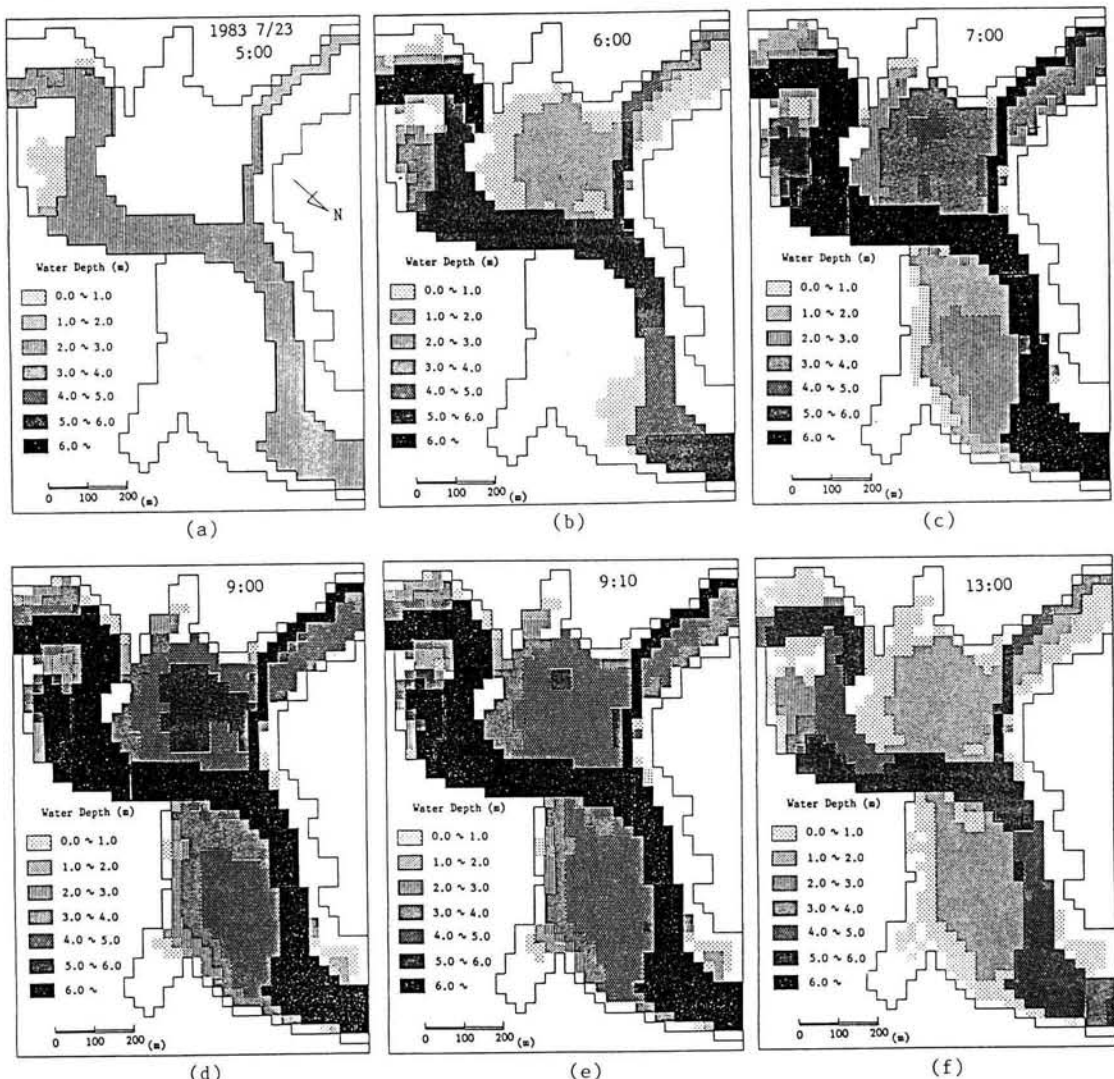 1983 7/23
5:00
N
Water Depth (m)
0.0 ~ 1.0
1.0 ~ 2.0
2.0 ~ 3.0
3.0 ~ 4.0
4.0 ~ 5.0
5.0 ~ 6.0
6.0 ~
0 100 200 (m)
(a)
6:00
Water Depth (m)
0.0 ~ 1.0
1.0 ~ 2.0
2.0 ~ 3.0
3.0 ~ 4.0
4.0 ~ 5.0
5.0 ~ 6.0
6.0 ~
0 100 200 (m)
(b)
7:00
Water Depth (m)
0.0 ~ 1.0
1.0 ~ 2.0
2.0 ~ 3.0
3.0 ~ 4.0
4.0 ~ 5.0
5.0 ~ 6.0
6.0 ~
0 100 200 (m)
(c)
9:00
Water Depth (m)
0.0 ~ 1.0
1.0 ~ 2.0
2.0 ~ 3.0
3.0 ~ 4.0
4.0 ~ 5.0
5.0 ~ 6.0
6.0 ~
0 100 200 (m)
(d)
9:10
Water Depth (m)
0.0 ~ 1.0
1.0 ~ 2.0
2.0 ~ 3.0
3.0 ~ 4.0
4.0 ~ 5.0
5.0 ~ 6.0
6.0 ~
0 100 200 (m)
(e)
13:00
Water Depth (m)
0.0 ~ 1.0
1.0 ~ 2.0
2.0 ~ 3.0
3.0 ~ 4.0
4.0 ~ 5.0
5.0 ~ 6.0
6.0 ~
0 100 200 (m)
(f)